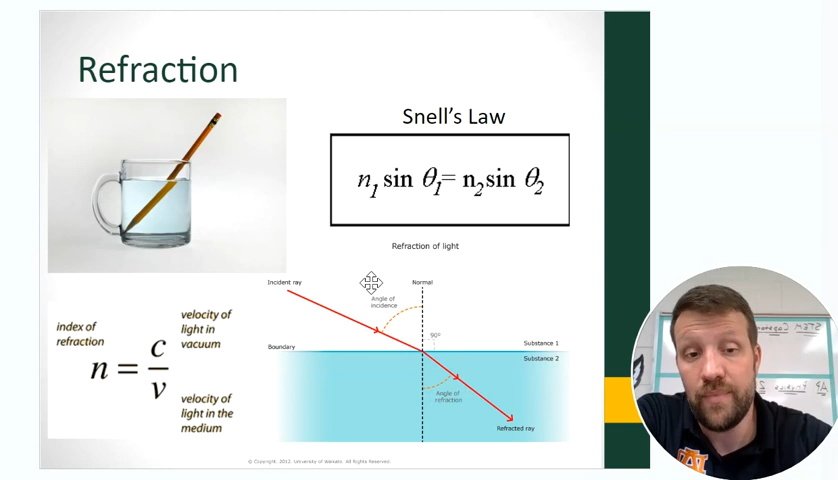 Refraction
Snell's Law
n1 sin θ1= n2 sin θ2
Refraction of light
Incident ray
Normal
Angle of
incidence
90º
Boundary
Substance 1
Substance 2
Angle of
refraction
Refracted ray
index of
refraction
n = c/v
velocity of
light in
vacuum
velocity of
light in the
medium
© Copyright. 2012. University of Waikato. All Rights Reserved.